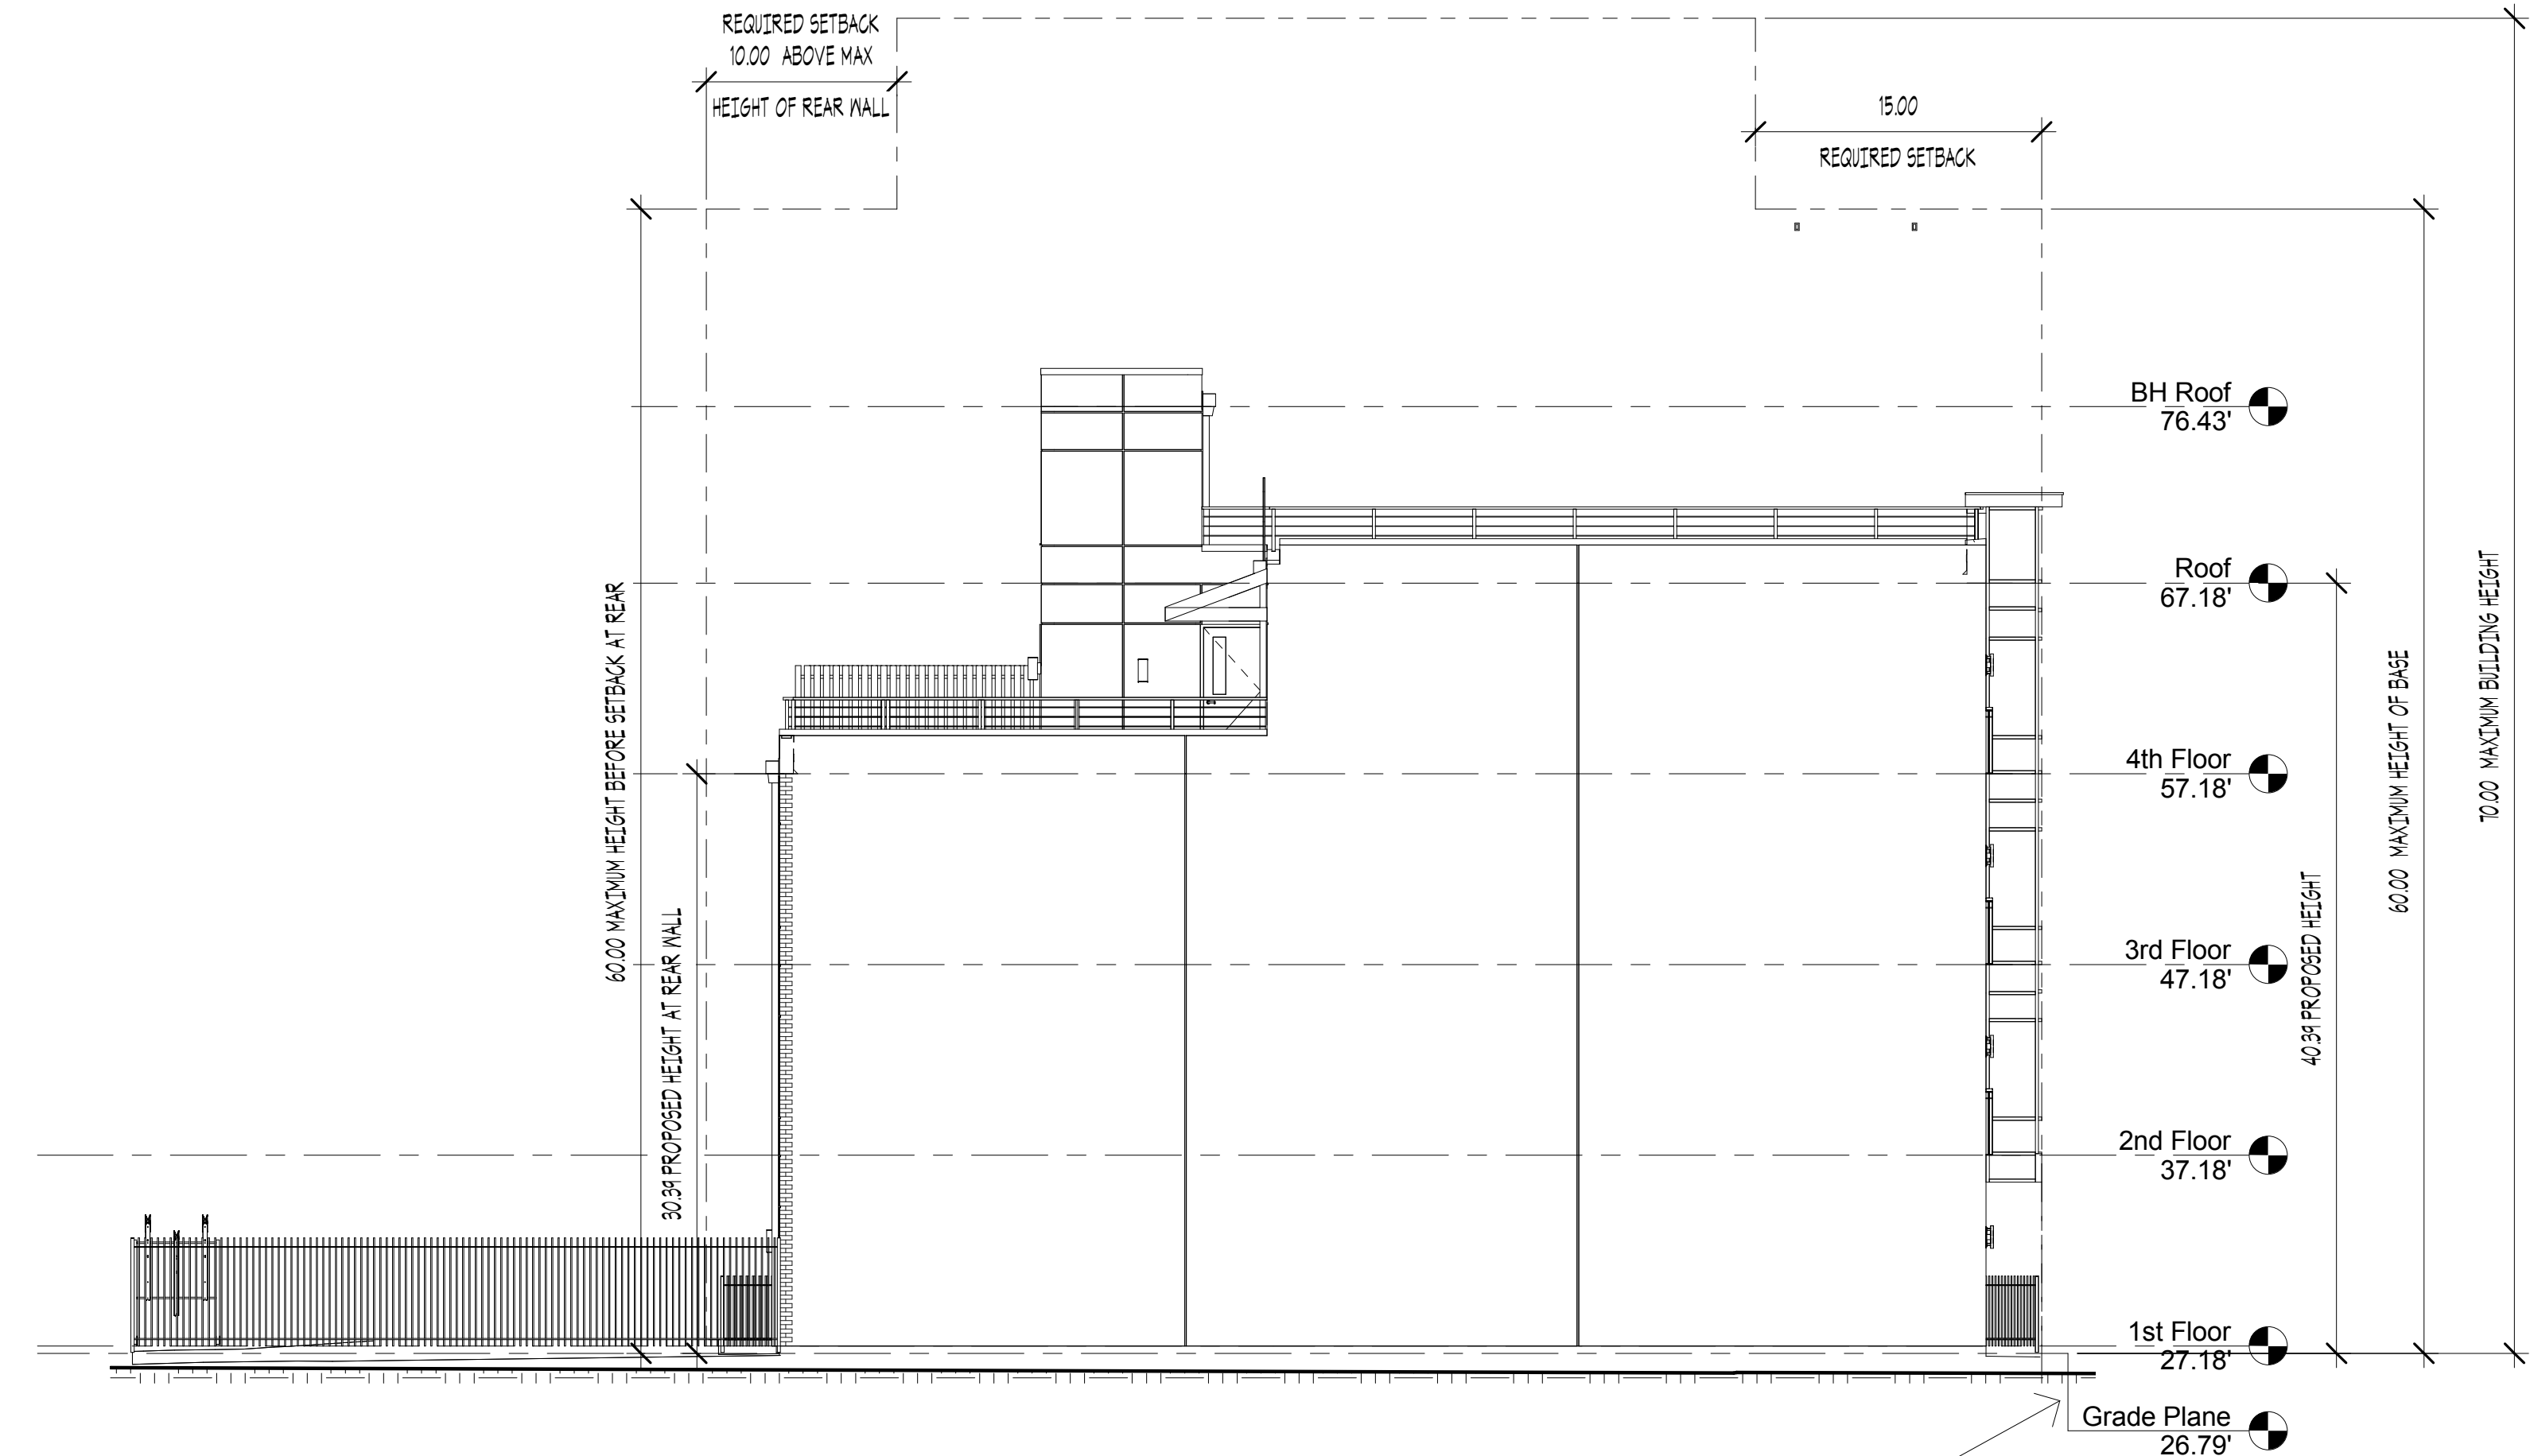 REQUIRED SETBACK
10.00 ABOVE MAX
HEIGHT OF REAR WALL
15.00
REQUIRED SETBACK
BH Roof
76.43'
Roof
67.18'
4th Floor
57.18'
3rd Floor
47.18'
2nd Floor
37.18'
1st Floor
27.18'
Grade Plane
26.79'
60.00 MAXIMUM HEIGHT BEFORE SETBACK AT REAR
30.39 PROPOSED HEIGHT AT REAR WALL
40.39 PROPOSED HEIGHT
60.00 MAXIMUM HEIGHT OF BASE
70.00 MAXIMUM BUILDING HEIGHT